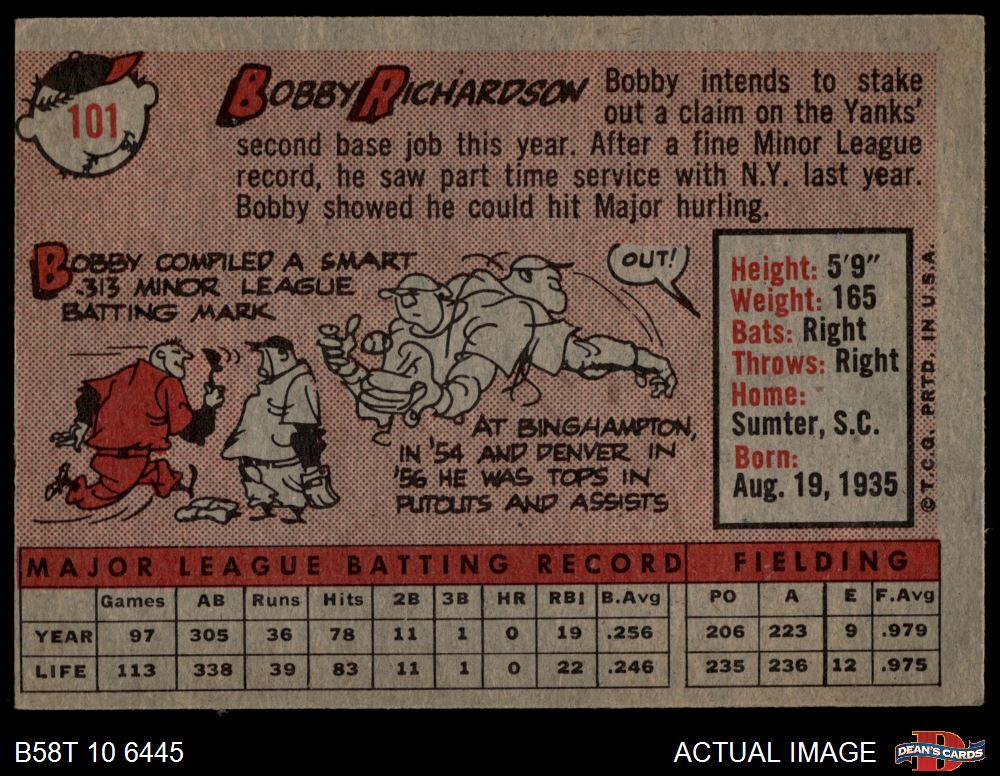 101
BOBBY RICHARDSON
Bobby intends to stake
out a claim on the Yanks'
second base job this year. After a fine Minor League
record, he saw part time service with N.Y. last year.
Bobby showed he could hit Major hurling.
BOBBY COMPILED A SMART
.313 MINOR LEAGUE
BATTING MARK
OUT!
AT BINGHAMPTON,
IN '54 AND DENVER IN
'56 HE WAS TOPS IN
PUTOUTS AND ASSISTS
Height: 5'9"
Weight: 165
Bats: Right
Throws: Right
Home:
Sumter, S.C.
Born:
Aug. 19, 1935
© T.C.G. PRTD. IN U.S.A.
MAJOR LEAGUE BATTING RECORD FIELDING
Games AB Runs Hits 2B 3B HR RBI B.Avg PO A E F.Avg
YEAR 97 305 36 78 11 1 0 19 .256 206 223 9 .979
LIFE 113 338 39 83 11 1 0 22 .246 235 236 12 .975
B58T 10 6445
ACTUAL IMAGE
DEAN'S CARDS